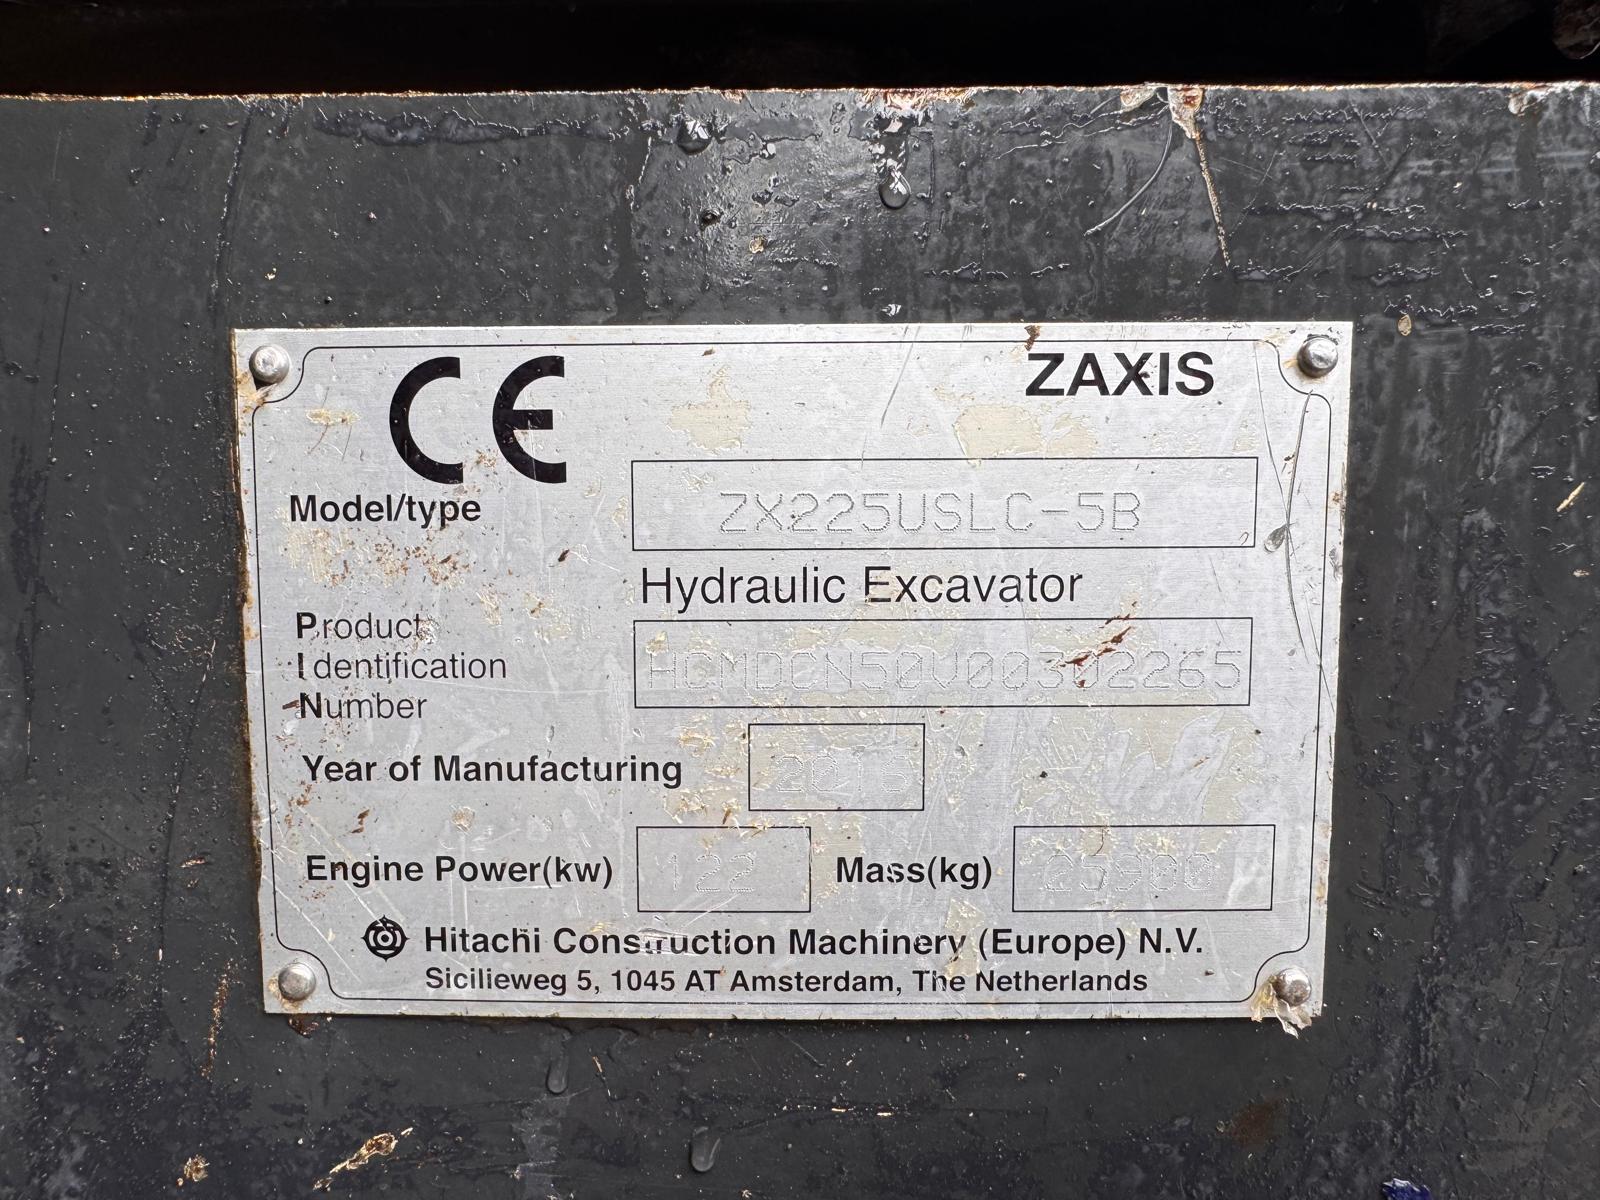 CE
ZAXIS
Model/type ZX225USLC-5B
Hydraulic Excavator
Product
Identification
Number
HCMDCN50V00302265
Year of Manufacturing 2015
Engine Power(kw) 122 Mass(kg) 25900
Hitachi Construction Machinery (Europe) N.V.
Sicilieweg 5, 1045 AT Amsterdam, The Netherlands